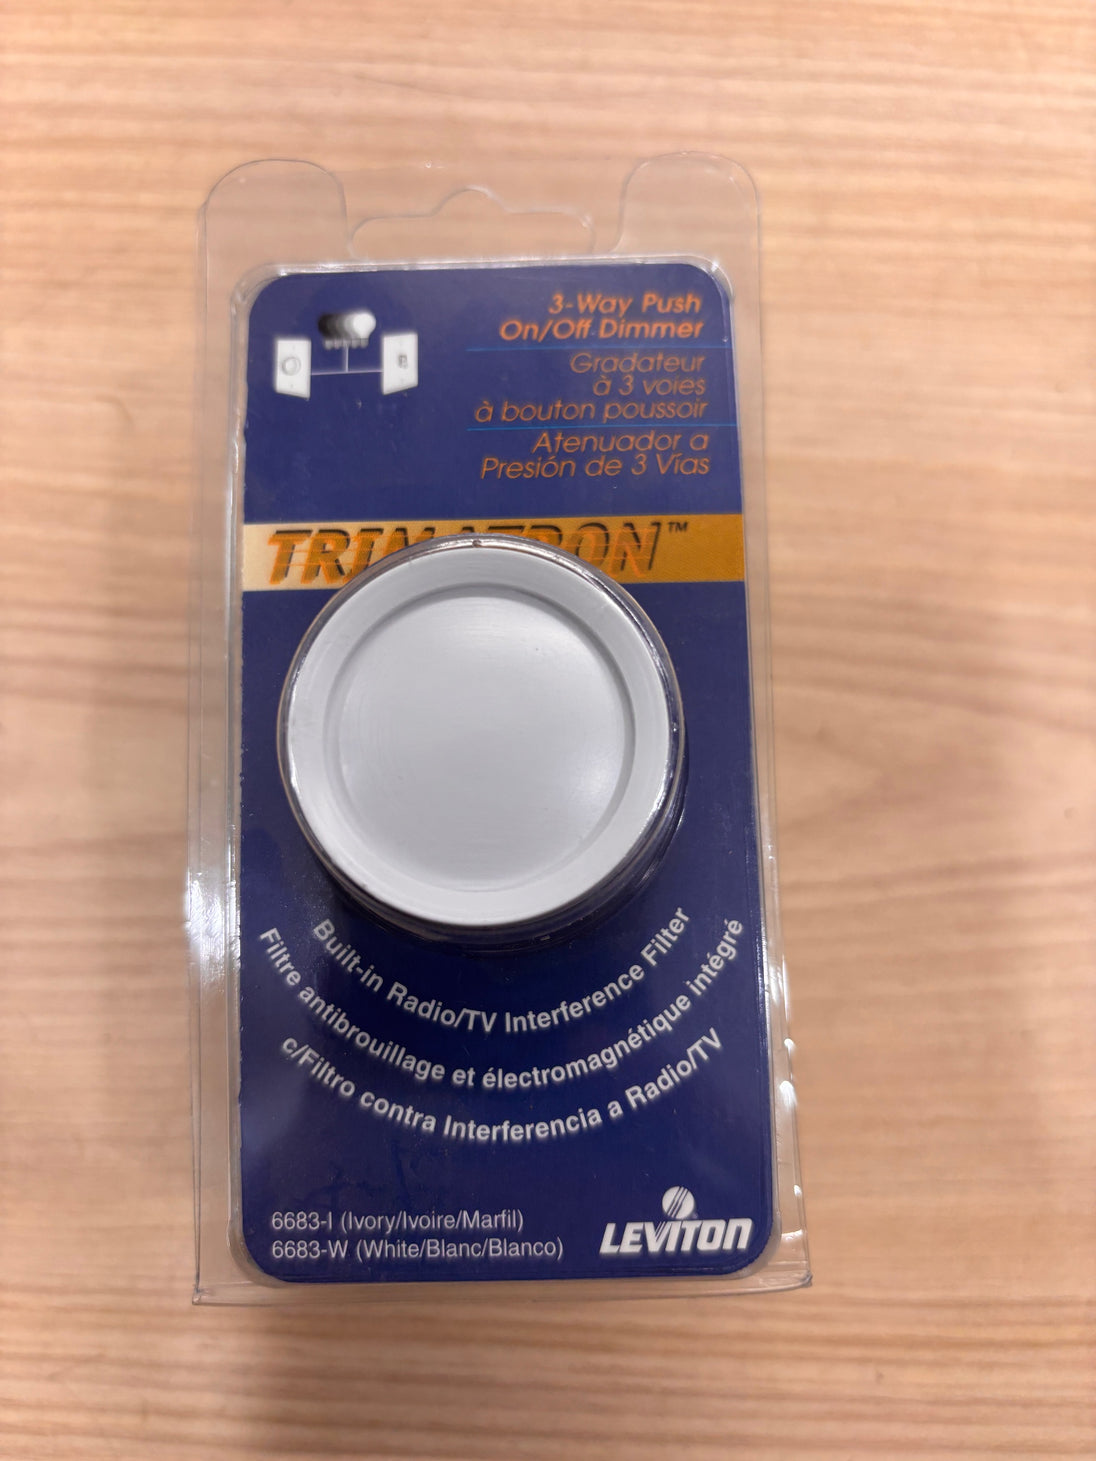 3-Way Push
On/Off Dimmer
Gradateur
à 3 voies
à bouton poussoir
Atenuador a
Presión de 3 Vías
TRIMATRON™
Built-in Radio/TV Interference Filter
Filtre antibrouillage et électromagnétique intégré
c/Filtro contra Interferencia a Radio/TV
6683-I (Ivory/Ivoire/Marfil)
6683-W (White/Blanc/Blanco)
LEVITON